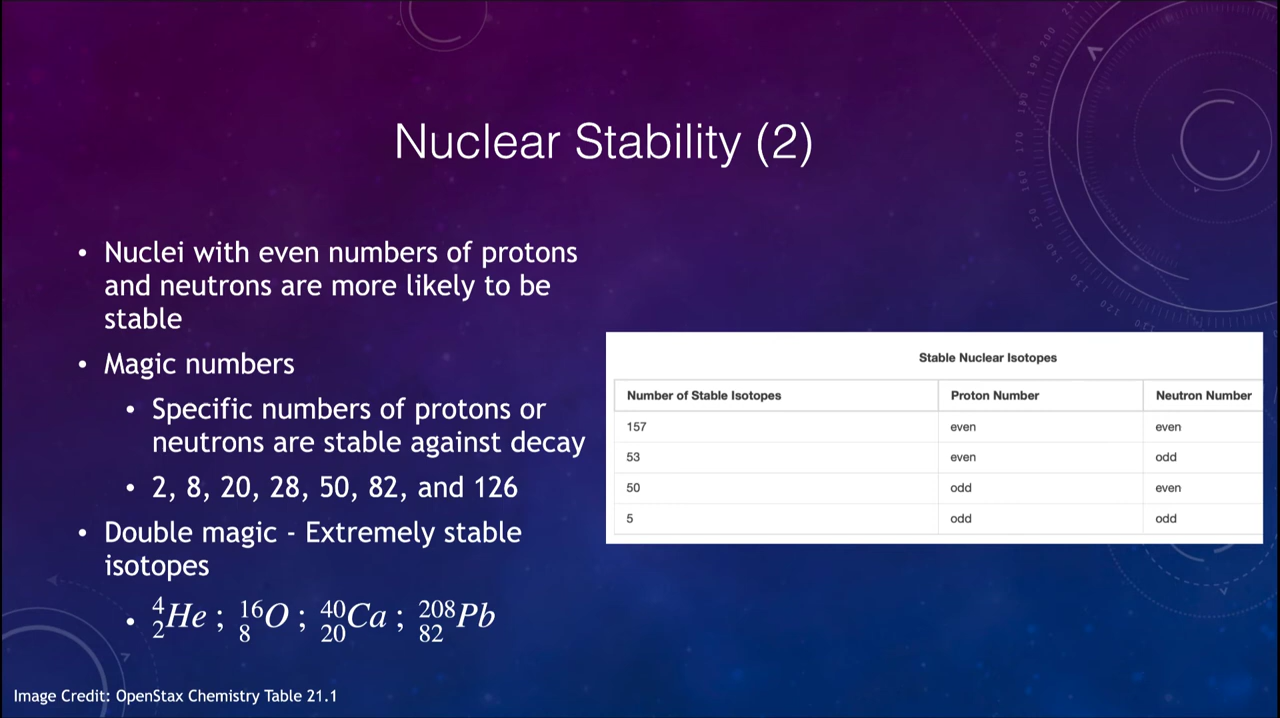 Nuclear Stability (2)
• Nuclei with even numbers of protons
and neutrons are more likely to be
stable
• Magic numbers
• Specific numbers of protons or
neutrons are stable against decay
• 2, 8, 20, 28, 50, 82, and 126
• Double magic - Extremely stable
isotopes
• ⁴₂He ; ¹⁶₈O ; ⁴⁰₂₀Ca ; ²⁰⁸₈₂Pb
Stable Nuclear Isotopes
Number of Stable Isotopes Proton Number Neutron Number
157 even even
53 even odd
50 odd even
5 odd odd
Image Credit: OpenStax Chemistry Table 21.1